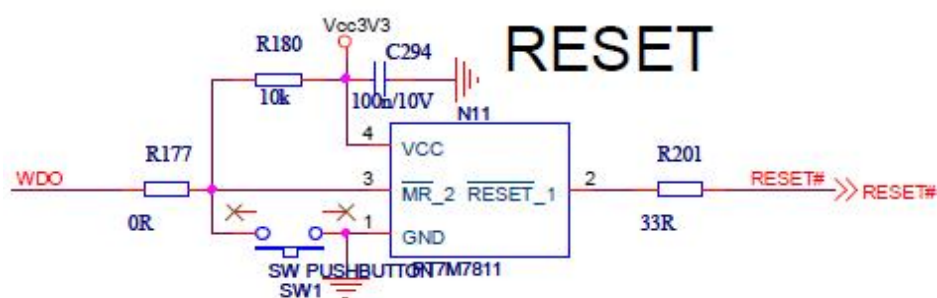 RESET
Vcc3V3
R180
C294
10k
100n/10V
N11
4
VCC
R177
R201
WDO
3
MR_2
RESET_1
2
RESET#
RESET#
0R
1
GND
33R
SW PUSHBUTTON
PT7M7811
SW1